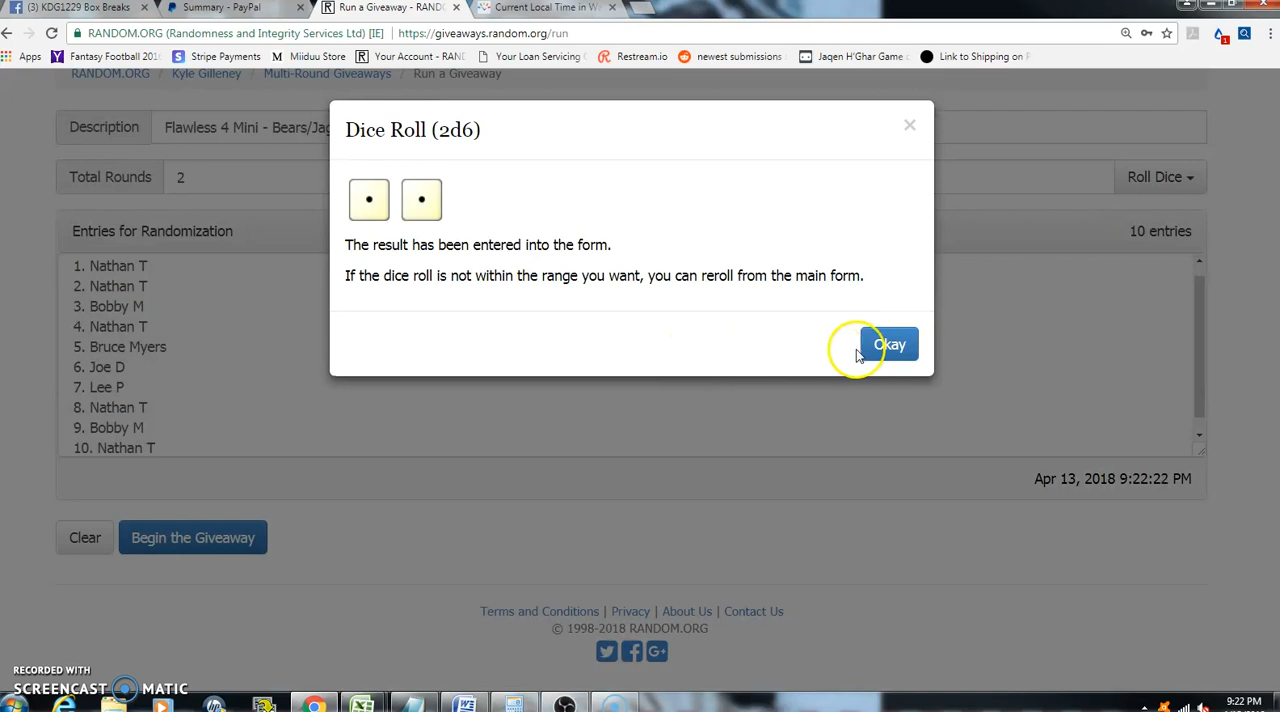 (3) KDG1229 Box Breaks
Summary - PayPal
Run a Giveaway - RAND
Current Local Time in Wa
RANDOM.ORG (Randomness and Integrity Services Ltd) [IE]
https://giveaways.random.org/run
Apps
Fantasy Football 201
Stripe Payments
Miiduu Store
Your Account - RAND
Your Loan Servicing
Restream.io
newest submissions
Jaqen H'Ghar Game o
Link to Shipping on P
RANDOM.ORG / Kyle Gilleney / Multi-Round Giveaways / Run a Giveaway
Description
Flawless 4 Mini - Bears/Jag
Total Rounds
2
Roll Dice
Entries for Randomization
10 entries
1. Nathan T
2. Nathan T
3. Bobby M
4. Nathan T
5. Bruce Myers
6. Joe D
7. Lee P
8. Nathan T
9. Bobby M
10. Nathan T
Dice Roll (2d6)
×
The result has been entered into the form.
If the dice roll is not within the range you want, you can reroll from the main form.
Okay
Apr 13, 2018 9:22:22 PM
Clear
Begin the Giveaway
Terms and Conditions | Privacy | About Us | Contact Us
© 1998-2018 RANDOM.ORG
RECORDED WITH
SCREENCAST MATIC
9:22 PM